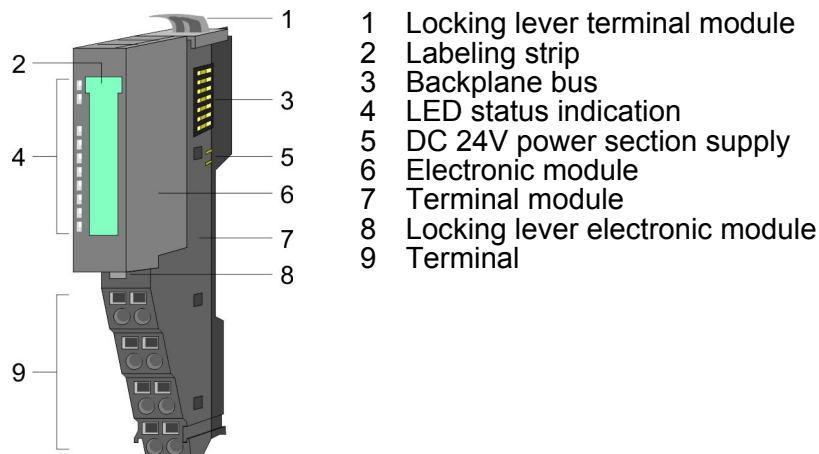 1
2
3
4
5
6
7
8
9
1 Locking lever terminal module
2 Labeling strip
3 Backplane bus
4 LED status indication
5 DC 24V power section supply
6 Electronic module
7 Terminal module
8 Locking lever electronic module
9 Terminal